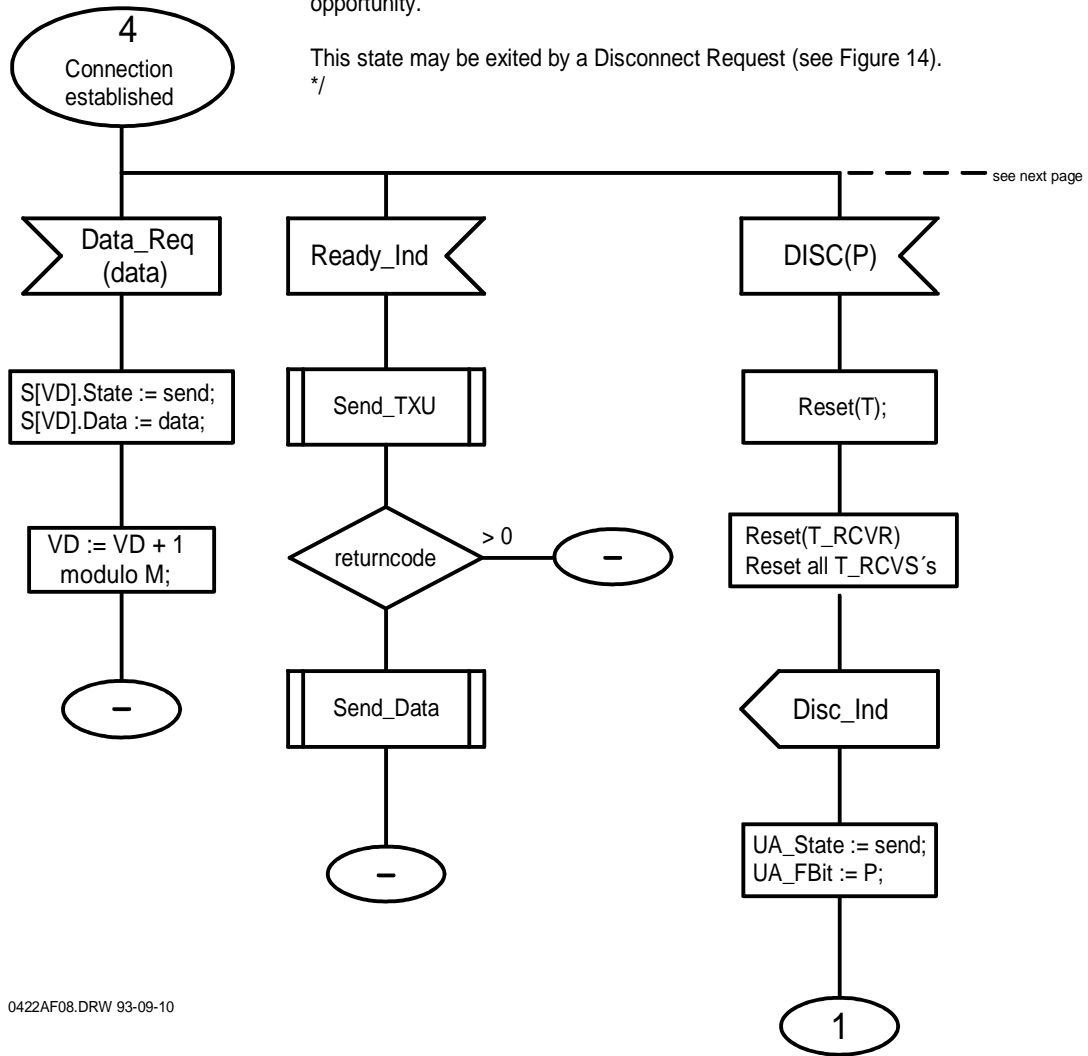 opportunity.
This state may be exited by a Disconnect Request (see Figure 14).
*/
4
Connection
established
see next page
Data_Req
(data)
S[VD].State := send;
S[VD].Data := data;
VD := VD + 1
modulo M;
–
Ready_Ind
Send_TXU
returncode
> 0
–
Send_Data
–
DISC(P)
Reset(T);
Reset(T_RCVR)
Reset all T_RCVS´s
Disc_Ind
UA_State := send;
UA_FBit := P;
1
0422AF08.DRW 93-09-10